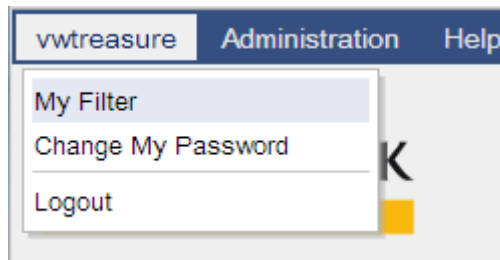 vwtreasure Administration Help
My Filter
Change My Password
K
Logout